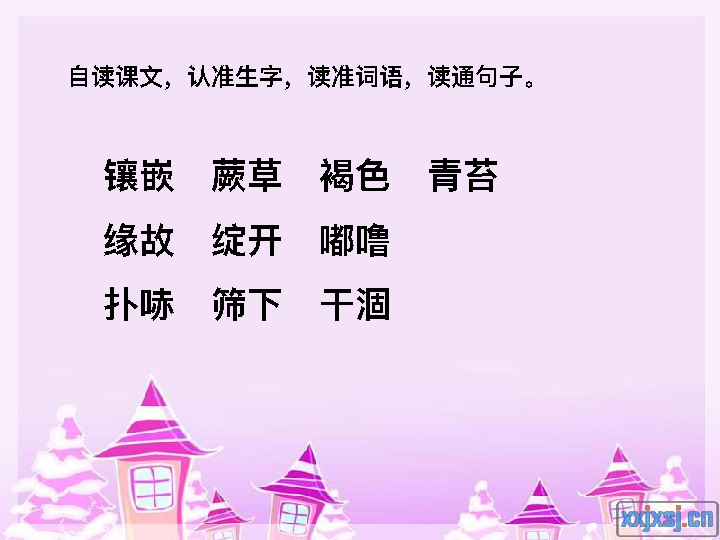 自读课文，认准生字，读准词语，读通句子。
镶嵌 蕨草 褐色 青苔
缘故 绽开 嘟噜
扑哧 筛下 干涸
xxjxsj.cn